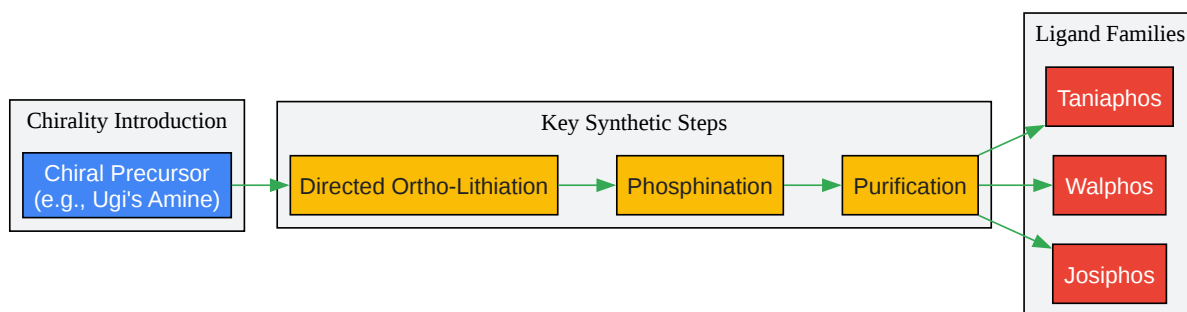 Chirality Introduction
Chiral Precursor
(e.g., Ugi's Amine)
Key Synthetic Steps
Directed Ortho-Lithiation
Phosphination
Purification
Ligand Families
Taniaphos
Walphos
Josiphos